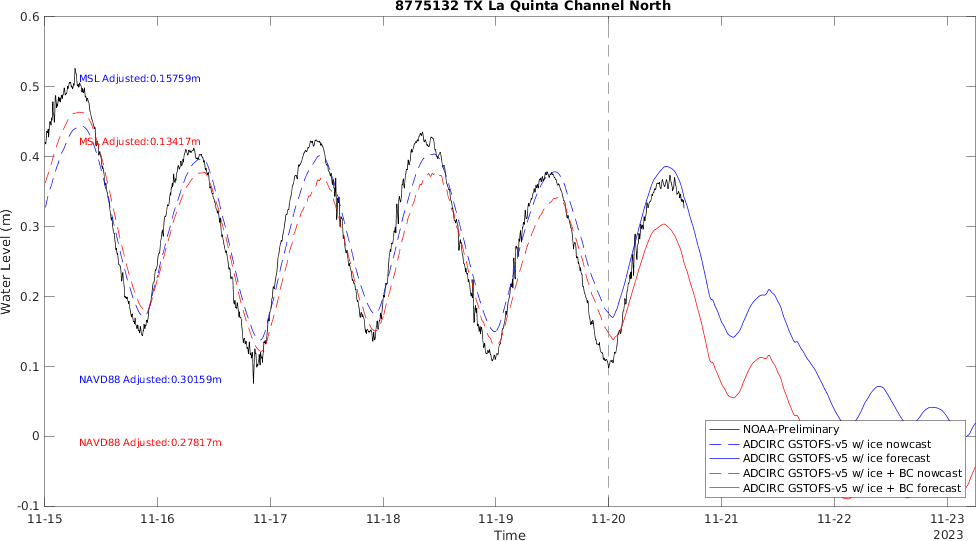 8775132 TX La Quinta Channel North
0.6
0.5
0.4
0.3
0.2
0.1
0
-0.1
Water Level (m)
MSL Adjusted:0.15759m
MSL Adjusted:0.13417m
NAVD88 Adjusted:0.30159m
NAVD88 Adjusted:0.27817m
NOAA-Preliminary
ADCIRC GSTOFS-v5 w/ ice nowcast
ADCIRC GSTOFS-v5 w/ ice forecast
ADCIRC GSTOFS-v5 w/ ice + BC nowcast
ADCIRC GSTOFS-v5 w/ ice + BC forecast
11-15 11-16 11-17 11-18 11-19 11-20 11-21 11-22 11-23
Time
2023